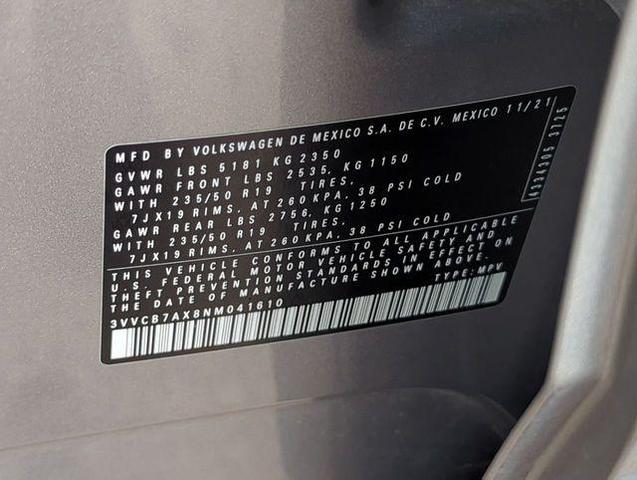 MFD BY VOLKSWAGEN DE MEXICO S.A. DE C.V. MEXICO 11/21
GVWR LBS 5181 KG 2350
GAWR FRONT LBS 2535, KG 1150
WITH 235/50 R19 TIRES,
7JX19 RIMS, AT 260 KPA, 38 PSI COLD
GAWR REAR LBS 2756, KG 1250
WITH 235/50 R19 TIRES,
7JX19 RIMS, AT 260 KPA, 38 PSI COLD
THIS VEHICLE CONFORMS TO ALL APPLICABLE
U.S. FEDERAL MOTOR VEHICLE SAFETY AND
THEFT PREVENTION STANDARDS IN EFFECT ON
THE DATE OF MANUFACTURE SHOWN ABOVE.
3VVCB7AX8NM041610 TYPE: MPV